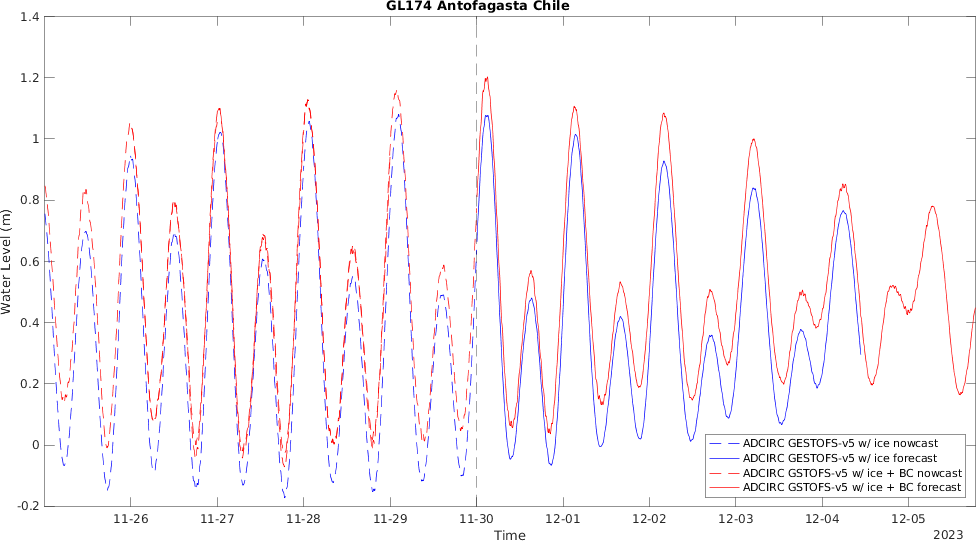 GL174 Antofagasta Chile
1.4
1.2
1
0.8
0.6
0.4
0.2
0
-0.2
Water Level (m)
ADCIRC GESTOFS-v5 w/ ice nowcast
ADCIRC GESTOFS-v5 w/ ice forecast
ADCIRC GSTOFS-v5 w/ ice + BC nowcast
ADCIRC GSTOFS-v5 w/ ice + BC forecast
11-26 11-27 11-28 11-29 11-30 12-01 12-02 12-03 12-04 12-05
Time
2023